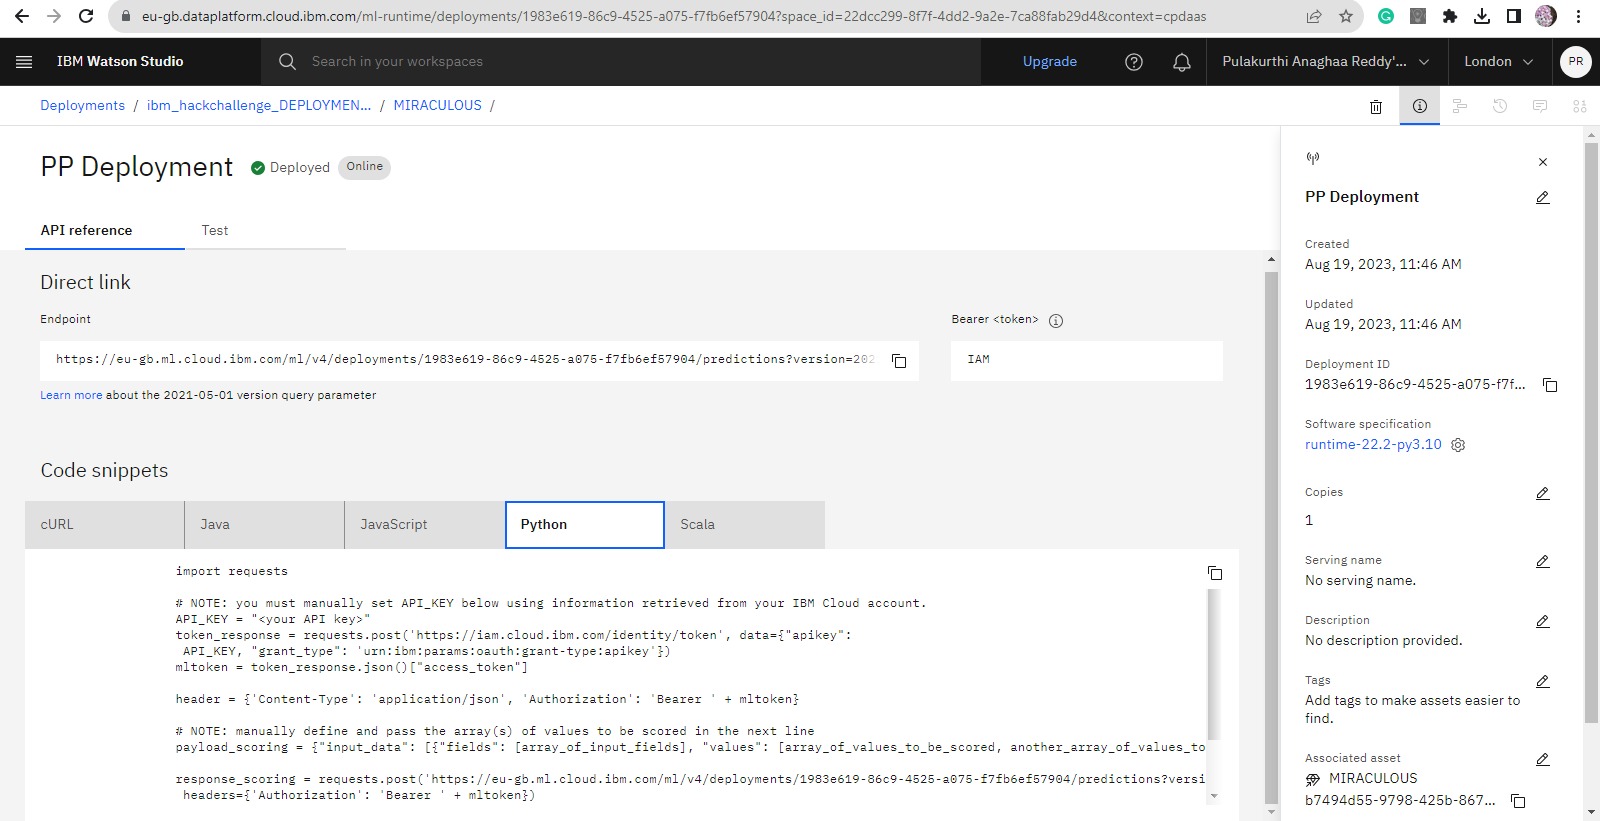 eu-gb.dataplatform.cloud.ibm.com/ml-runtime/deployments/1983e619-86c9-4525-a075-f7fb6ef57904?space_id=22dcc299-8f7f-4dd2-9a2e-7ca88fab29d4&context=cpdaas
IBM Watson Studio
Search in your workspaces
Upgrade
Pulakurthi Anaghaa Reddy'...
London
PR
Deployments / ibm_hackchallenge_DEPLOYMEN... / MIRACULOUS /
PP Deployment
Deployed
Online
API reference
Test
Direct link
Endpoint
https://eu-gb.ml.cloud.ibm.com/ml/v4/deployments/1983e619-86c9-4525-a075-f7fb6ef57904/predictions?version=202
Learn more about the 2021-05-01 version query parameter
Bearer <token>
IAM
Code snippets
cURL
Java
JavaScript
Python
Scala
import requests
# NOTE: you must manually set API_KEY below using information retrieved from your IBM Cloud account.
API_KEY = "<your API key>"
token_response = requests.post('https://iam.cloud.ibm.com/identity/token', data={"apikey":
API_KEY, "grant_type": 'urn:ibm:params:oauth:grant-type:apikey'})
mltoken = token_response.json()["access_token"]
header = {'Content-Type': 'application/json', 'Authorization': 'Bearer ' + mltoken}
# NOTE: manually define and pass the array(s) of values to be scored in the next line
payload_scoring = {"input_data": [{"fields": [array_of_input_fields], "values": [array_of_values_to_be_scored, another_array_of_values_to
response_scoring = requests.post('https://eu-gb.ml.cloud.ibm.com/ml/v4/deployments/1983e619-86c9-4525-a075-f7fb6ef57904/predictions?versi
headers={'Authorization': 'Bearer ' + mltoken})
PP Deployment
Created
Aug 19, 2023, 11:46 AM
Updated
Aug 19, 2023, 11:46 AM
Deployment ID
1983e619-86c9-4525-a075-f7f...
Software specification
runtime-22.2-py3.10
Copies
1
Serving name
No serving name.
Description
No description provided.
Tags
Add tags to make assets easier to
find.
Associated asset
MIRACULOUS
b7494d55-9798-425b-867...